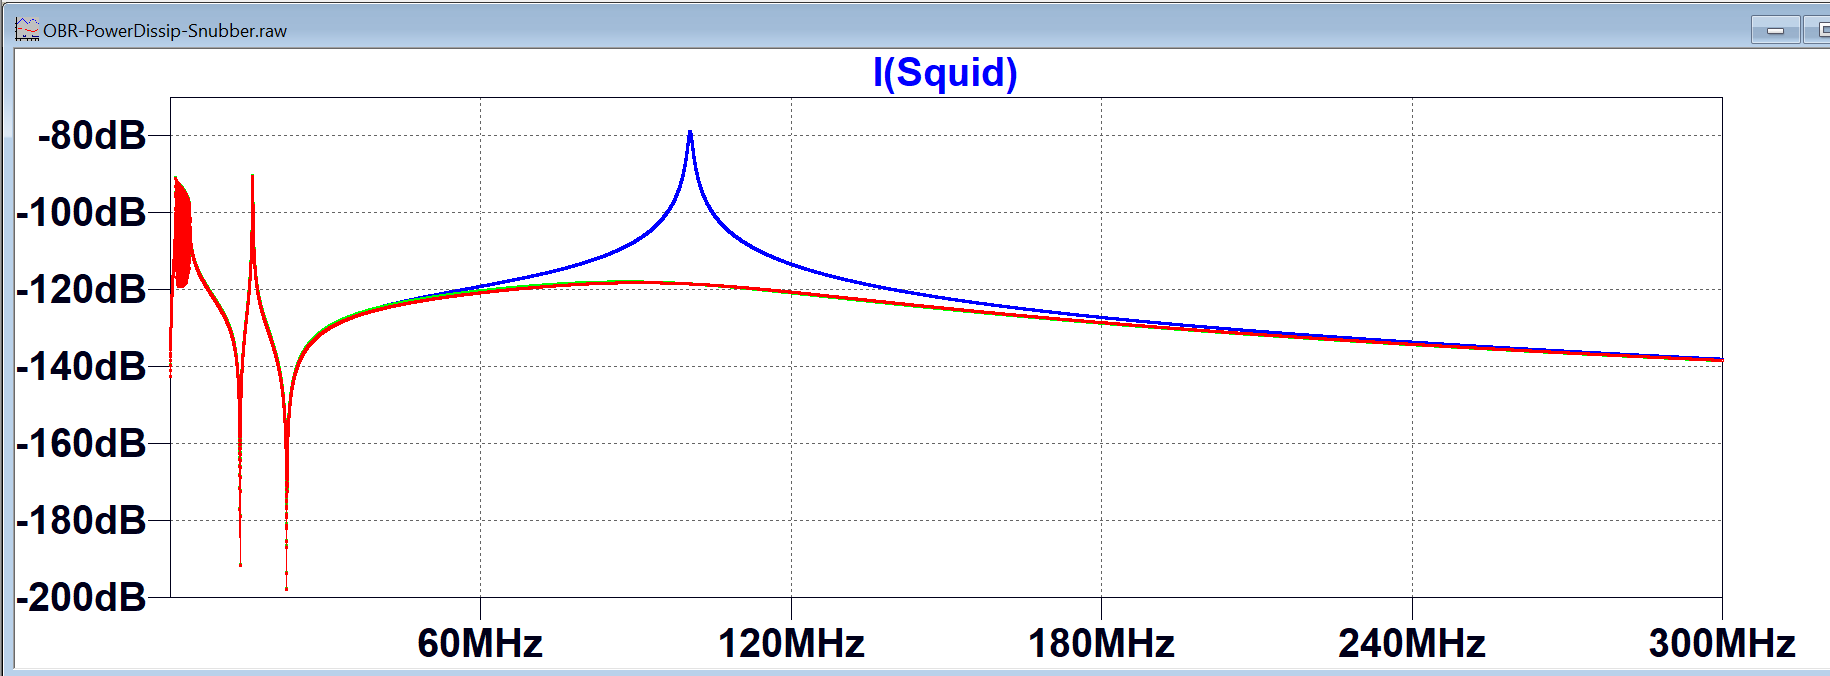 OBR-PowerDissip-Snubber.raw
I(Squid)
-80dB
-100dB
-120dB
-140dB
-160dB
-180dB
-200dB
60MHz 120MHz 180MHz 240MHz 300MHz